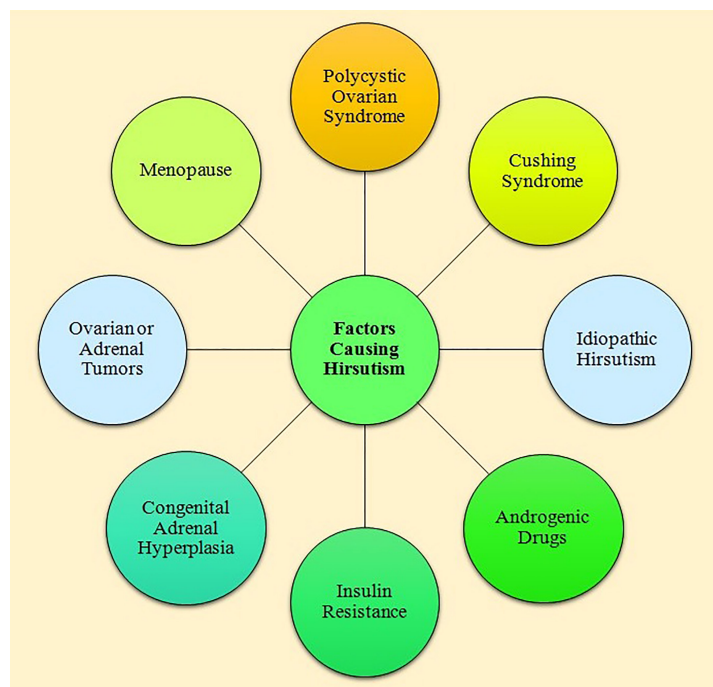 Polycystic
Ovarian
Syndrome
Cushing
Syndrome
Idiopathic
Hirsutism
Androgenic
Drugs
Insulin
Resistance
Congenital
Adrenal
Hyperplasia
Ovarian or
Adrenal
Tumors
Menopause
Factors
Causing
Hirsutism